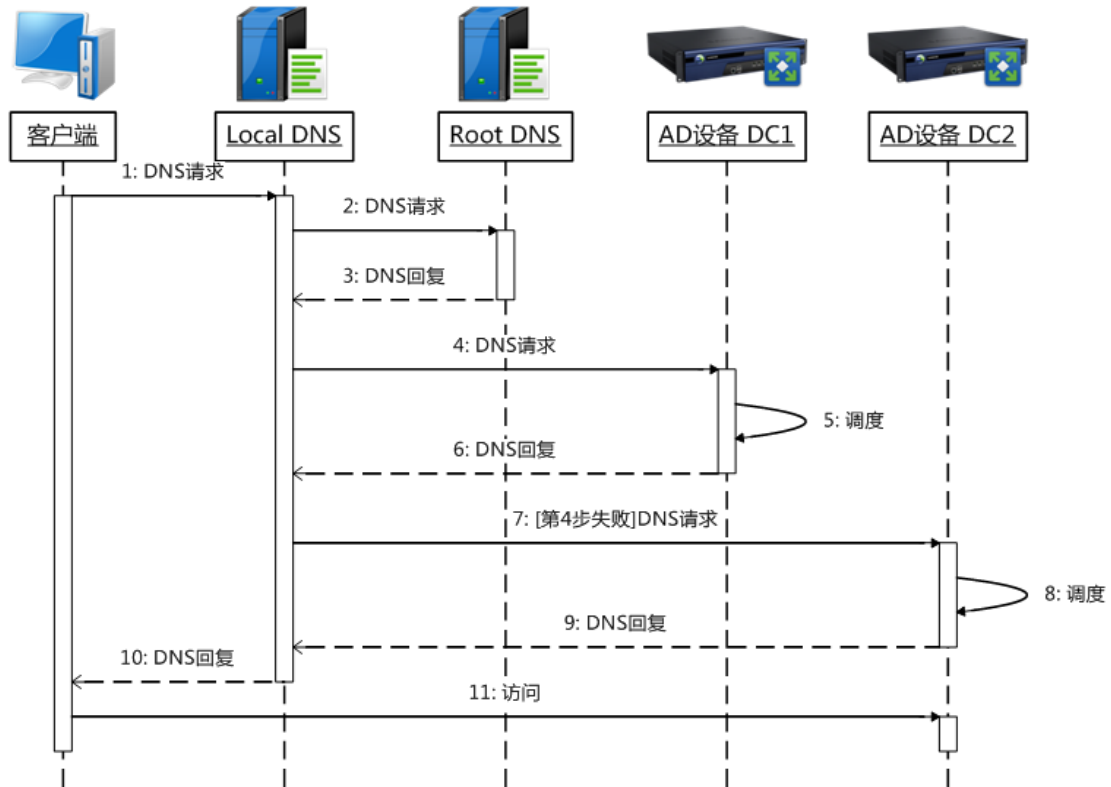 客户端
Local DNS
Root DNS
AD设备 DC1
AD设备 DC2
1: DNS请求
2: DNS请求
3: DNS回复
4: DNS请求
5: 调度
6: DNS回复
7: [第4步失败]DNS请求
8: 调度
9: DNS回复
10: DNS回复
11: 访问